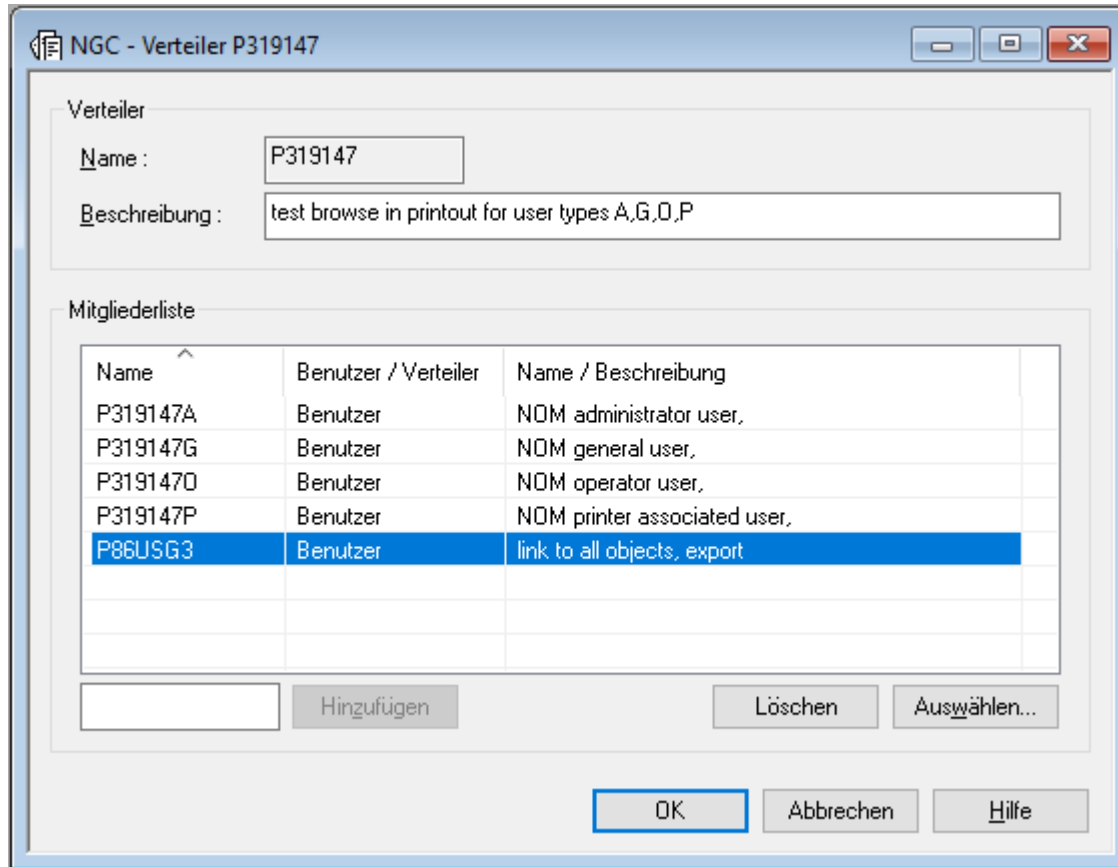 NGC - Verteiler P319147
Verteiler
Name :
P319147
Beschreibung :
test browse in printout for user types A,G,O,P
Mitgliederliste
Name Benutzer / Verteiler Name / Beschreibung
P319147A Benutzer NOM administrator user,
P319147G Benutzer NOM general user,
P319147O Benutzer NOM operator user,
P319147P Benutzer NOM printer associated user,
P86USG3 Benutzer link to all objects, export
Hinzufügen Löschen Auswählen...
OK Abbrechen Hilfe